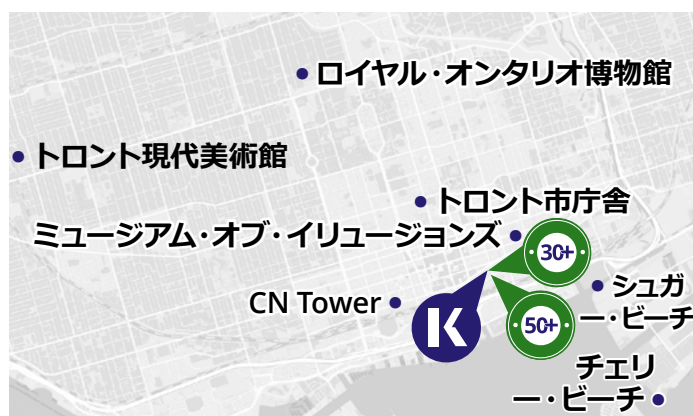 ロイヤル・オンタリオ博物館
トロント現代美術館
トロント市庁舎
ミュージアム・オブ・イリュージョンズ
30+
シュガ
ー・ビーチ
CN Tower
K
50+
チェリ
ー・ビーチ